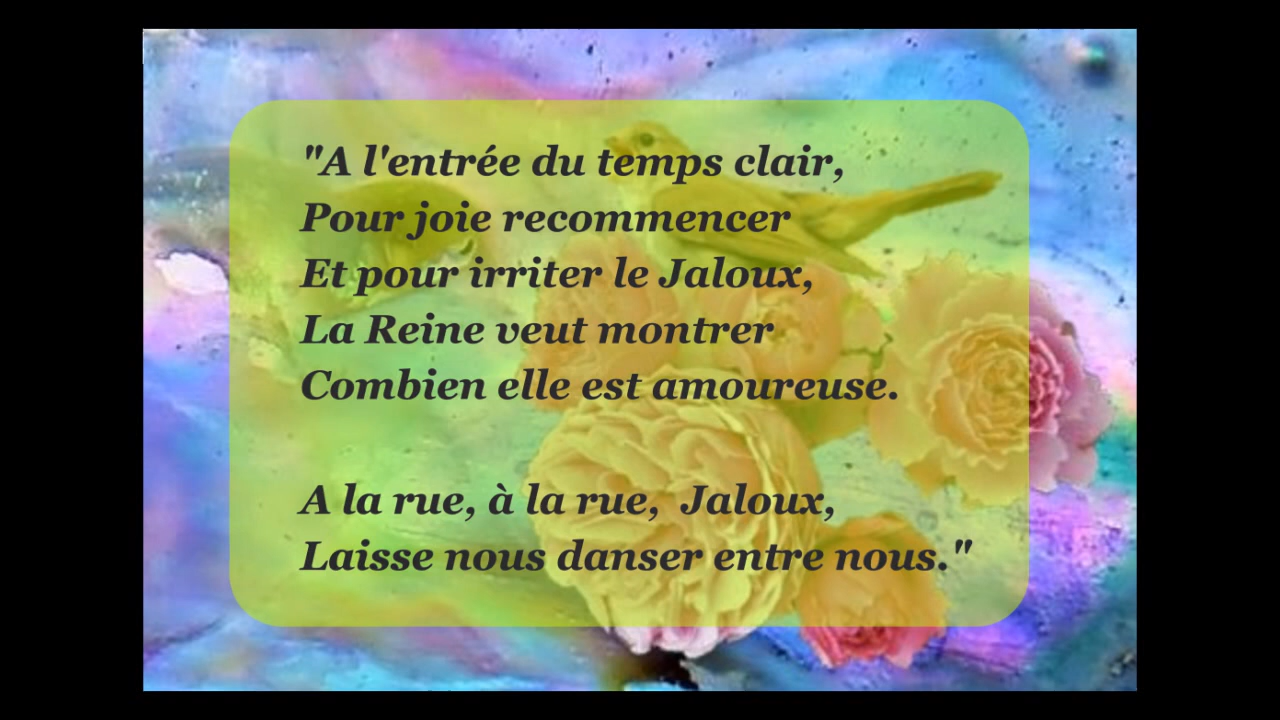 "A l'entrée du temps clair,
Pour joie recommencer
Et pour irriter le Jaloux,
La Reine veut montrer
Combien elle est amoureuse.
A la rue, à la rue,  Jaloux,
Laisse nous danser entre nous."